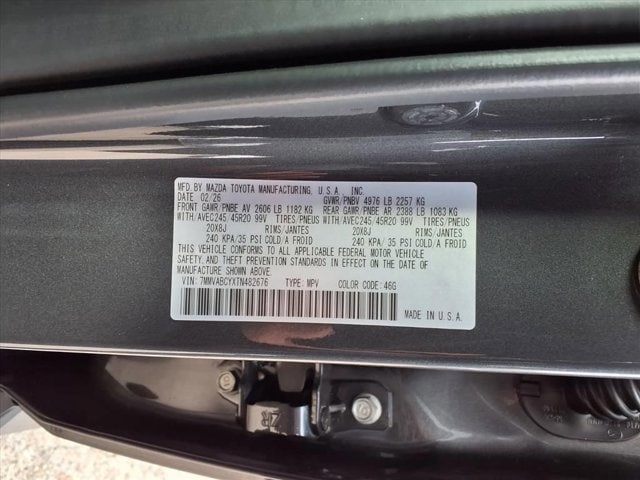 MFD. BY MAZDA TOYOTA MANUFACTURING, U.S.A., INC.
DATE 02/26 GVWR/PNBV 4976 LB 2257 KG
FRONT GAWR/PNBE AV 2606 LB 1182 KG REAR GAWR/PNBE AR 2388 LB 1083 KG
WITH/AVEC245/45R20 99V TIRES/PNEUS WITH/AVEC245/45R20 99V TIRES/PNEUS
20X8J RIMS/JANTES 20X8J RIMS/JANTES
240 KPA/35 PSI COLD/A FROID 240 KPA/35 PSI COLD/A FROID
THIS VEHICLE CONFORMS TO ALL APPLICABLE FEDERAL MOTOR VEHICLE
SAFETY, AND THEFT PREVENTION STANDARDS IN EFFECT ON THE DATE OF
MANUFACTURE SHOWN ABOVE.
VIN: 7MMVABCYXTN482676 TYPE: MPV COLOR CODE: 46G
MADE IN U.S.A.